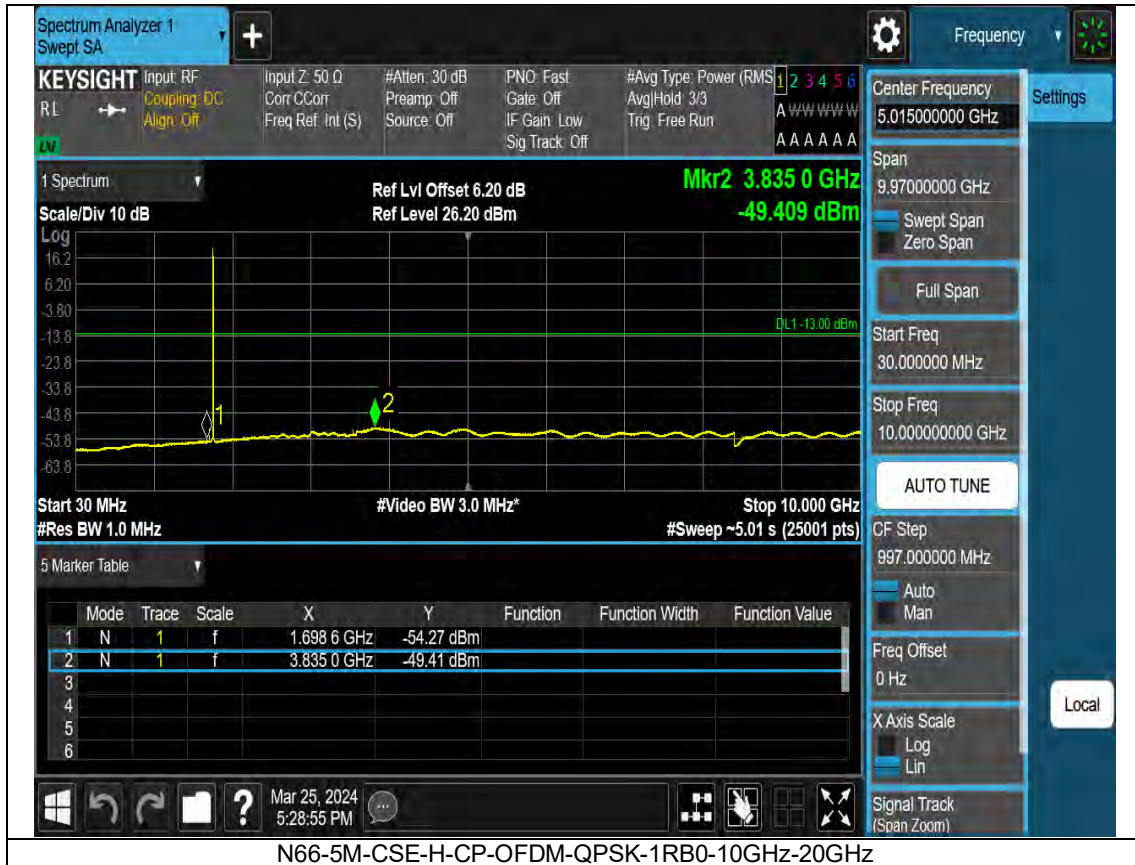 Spectrum Analyzer 1
Swept SA
Frequency
KEYSIGHT Input: RF Input Z: 50 Ω #Atten: 30 dB PNO: Fast #Avg Type: Power (RMS 1 2 3 4 5 6
RL Coupling: DC Corr CCorr Preamp: Off Gate: Off Avg|Hold: 3/3 A W W W W W
Align: Off Freq Ref: Int (S) Source: Off IF Gain: Low Trig: Free Run
Sig Track: Off A A A A A A
1 Spectrum
Ref Lvl Offset 6.20 dB Mkr2 3.835 0 GHz
Scale/Div 10 dB Ref Level 26.20 dBm -49.409 dBm
Log
16.2
6.20
-3.80
DL1 -13.00 dBm
-13.8
-23.8
-33.8
-43.8
-53.8
-63.8
1
2
Start 30 MHz #Video BW 3.0 MHz* Stop 10.000 GHz
#Res BW 1.0 MHz #Sweep ~5.01 s (25001 pts)
5 Marker Table
Mode Trace Scale X Y Function Function Width Function Value
1 N 1 f 1.698 6 GHz -54.27 dBm
2 N 1 f 3.835 0 GHz -49.41 dBm
3
4
5
6
Mar 25, 2024
5:28:55 PM
Center Frequency
5.015000000 GHz
Settings
Span
9.97000000 GHz
Swept Span
Zero Span
Full Span
Start Freq
30.000000 MHz
Stop Freq
10.000000000 GHz
AUTO TUNE
CF Step
997.000000 MHz
Auto
Man
Freq Offset
0 Hz
Local
X Axis Scale
Log
Lin
Signal Track
(Span Zoom)
N66-5M-CSE-H-CP-OFDM-QPSK-1RB0-10GHz-20GHz